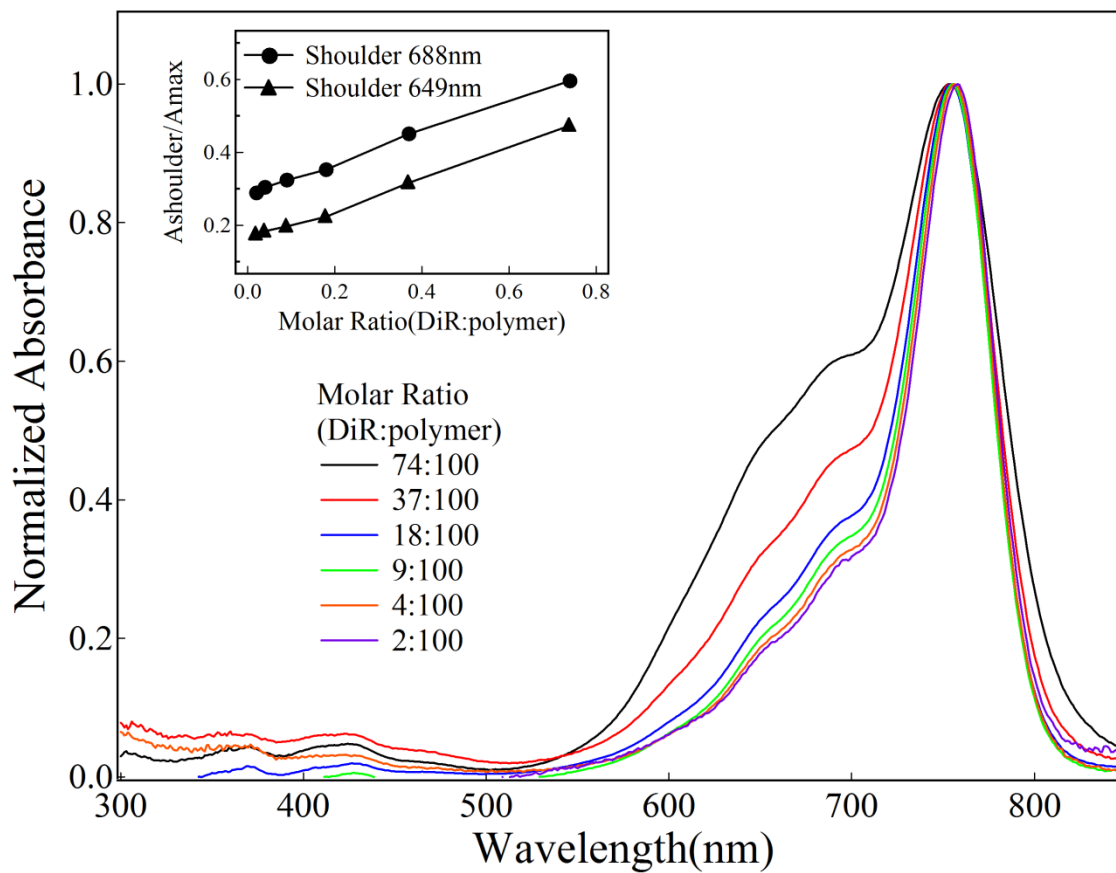 Shoulder 688nm
Shoulder 649nm
Ashoulder/Amax
0.6
0.4
0.2
0.0 0.2 0.4 0.6 0.8
Molar Ratio(DiR:polymer)
Normalized Absorbance
1.0
0.8
0.6
0.4
0.2
0.0
Molar Ratio
(DiR:polymer)
74:100
37:100
18:100
9:100
4:100
2:100
300 400 500 600 700 800
Wavelength(nm)